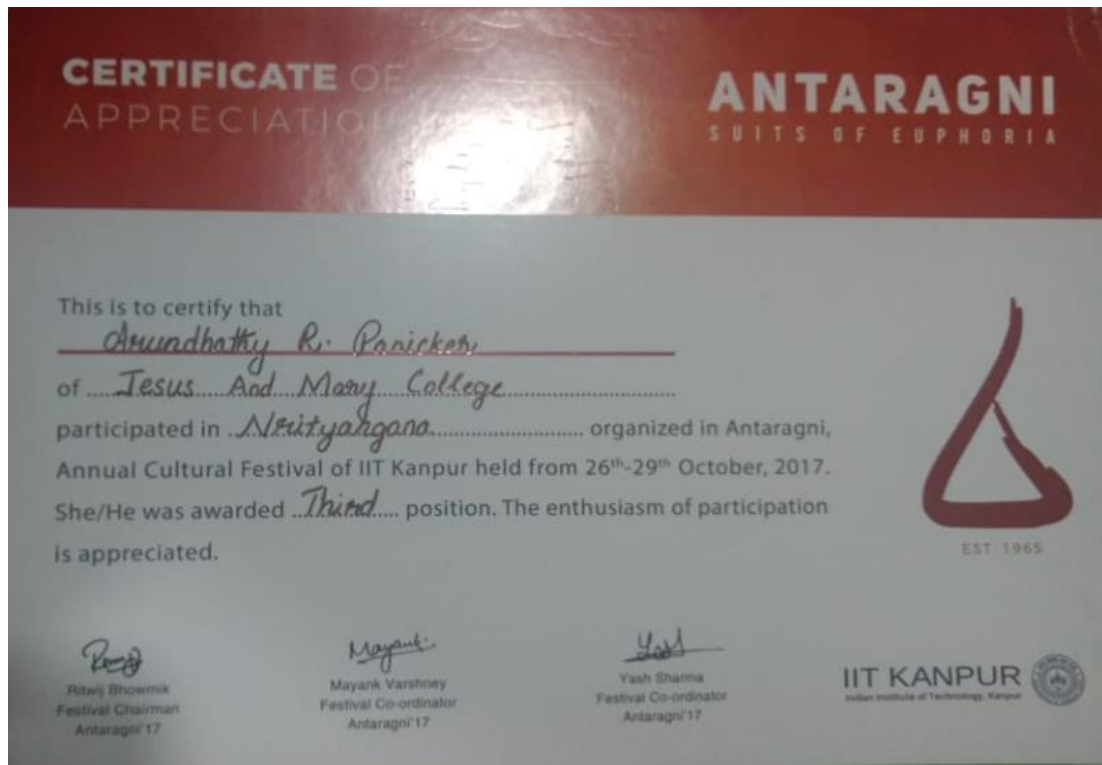 CERTIFICATE OF
APPRECIATION
ANTARAGNI
SUITS OF EUPHORIA
This is to certify that
Arundhathy R. Panicker
of Jesus And Mary College
participated in Nrityangana organized in Antaragni,
Annual Cultural Festival of IIT Kanpur held from 26th-29th October, 2017.
She/He was awarded Third position. The enthusiasm of participation
is appreciated.
EST 1965
Mayank
Yash
Ritwij Bhowmik
Festival Chairman
Antaragni'17
Mayank Varshney
Festival Co-ordinator
Antaragni'17
Yash Sharma
Festival Co-ordinator
Antaragni'17
IIT KANPUR
Indian Institute of Technology, Kanpur